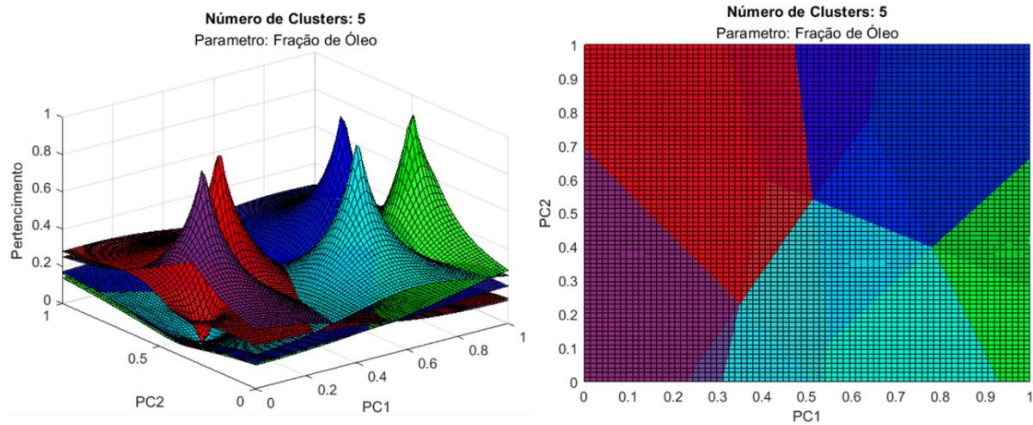 Número de Clusters: 5
Parametro: Fração de Óleo
Pertencimento
1
0.8
0.6
0.4
0.2
0
1
0.5
0
PC2
0
0.2
0.4
0.6
0.8
1
PC1
Número de Clusters: 5
Parametro: Fração de Óleo
PC2
1
0.9
0.8
0.7
0.6
0.5
0.4
0.3
0.2
0.1
0
0 0.1 0.2 0.3 0.4 0.5 0.6 0.7 0.8 0.9 1
PC1